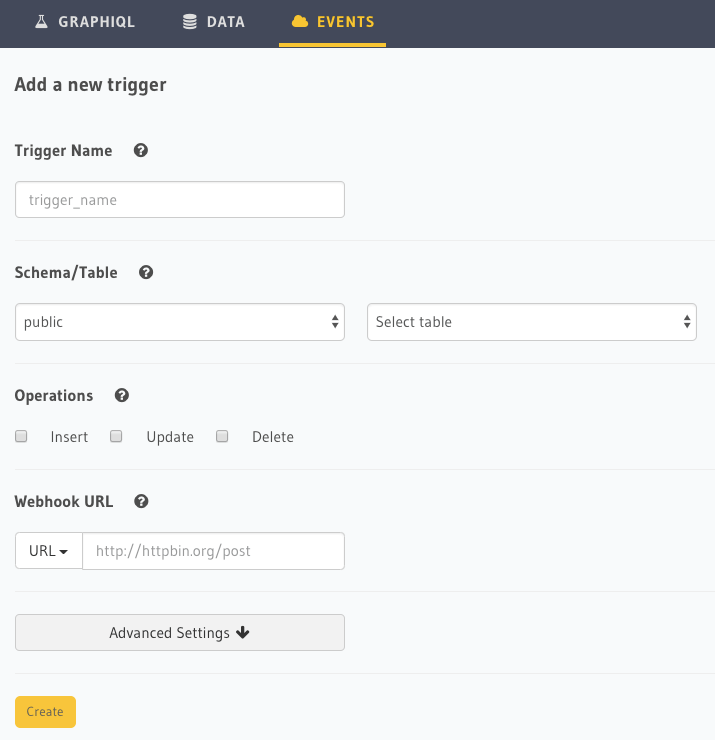 GRAPHIQL DATA EVENTS
Add a new trigger
Trigger Name
trigger_name
Schema/Table
public Select table
Operations
Insert Update Delete
Webhook URL
URL http://httpbin.org/post
Advanced Settings
Create